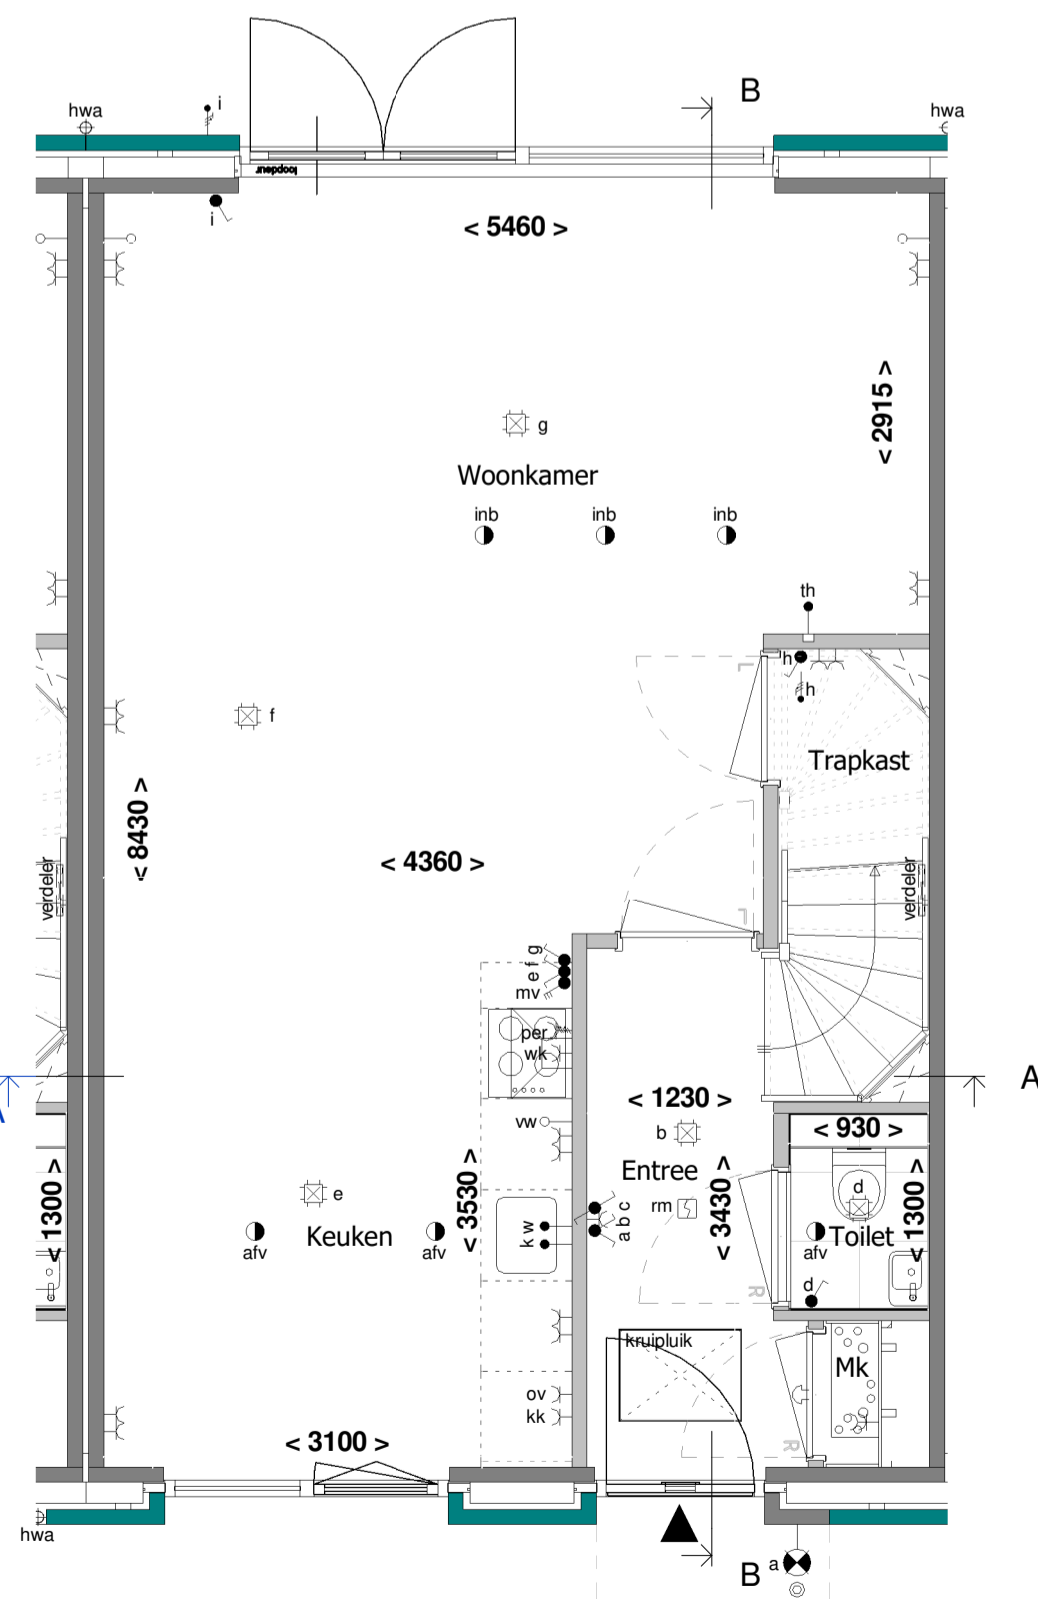 B
hwa
i
hwa
loopdeur
i
< 5460 >
< 2915 >
g
Woonkamer
inb
inb
inb
th
L
h
h
f
Trapkast
< 8430 >
< 4360 >
verdeler
verdeler
L
g
f
e
mv
per
wk
A
A
< 1230 >
vw
< 930 >
b
Entree
d
< 1300 >
< 3530 >
< 3430 >
< 1300 >
e
rm
a b c
k w
Keuken
Toilet
afv
afv
afv
d
R
kruipluik
Mk
ov
kk
R
< 3100 >
hwa
B
a